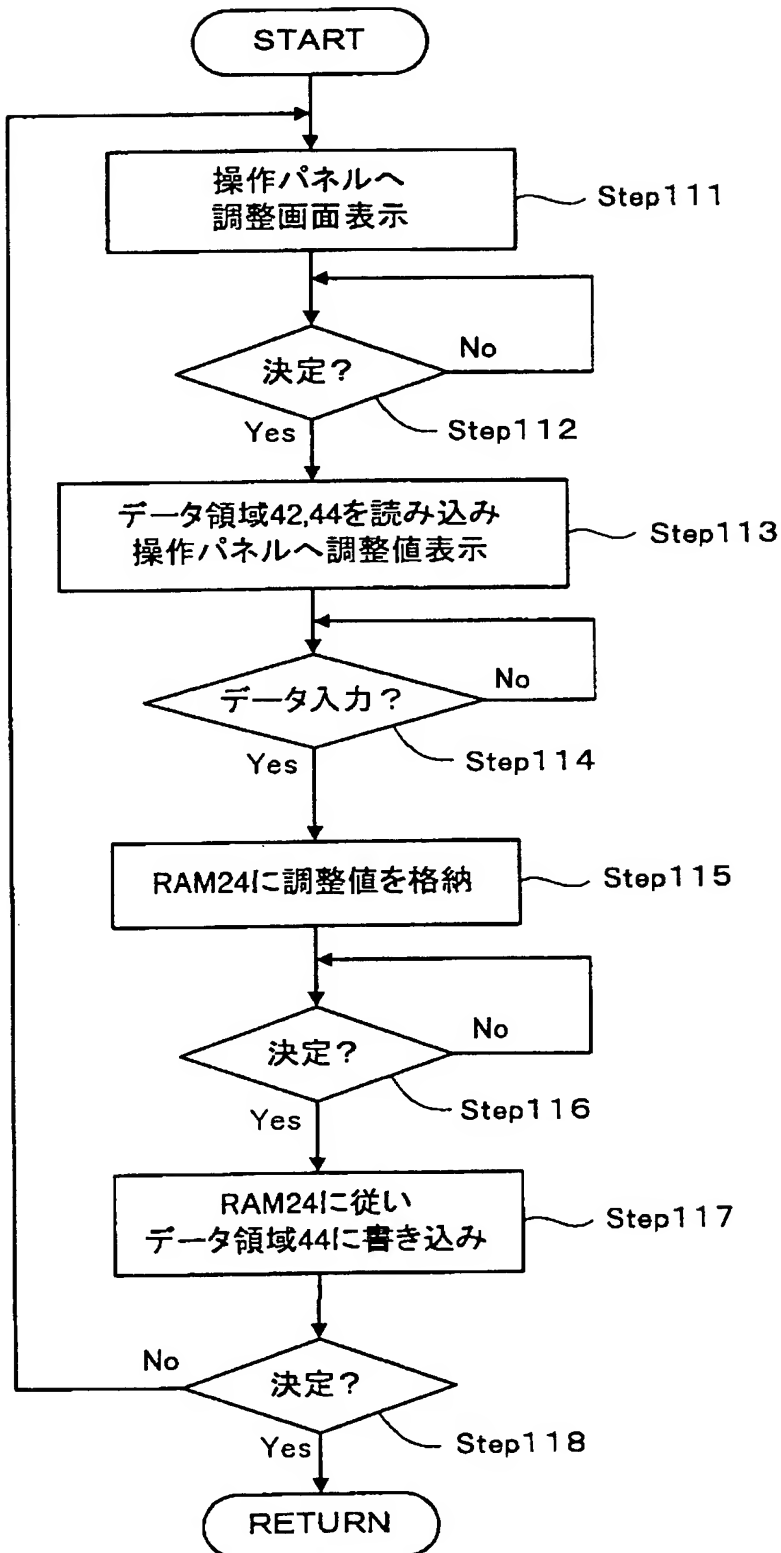 START
操作パネルへ
調整画面表示
Step111
決定?
No
Yes
Step112
データ領域42,44を読み込み
操作パネルへ調整値表示
Step113
データ入力?
No
Yes
Step114
RAM24に調整値を格納
Step115
決定?
No
Yes
Step116
RAM24に従い
データ領域44に書き込み
Step117
決定?
No
Yes
Step118
RETURN